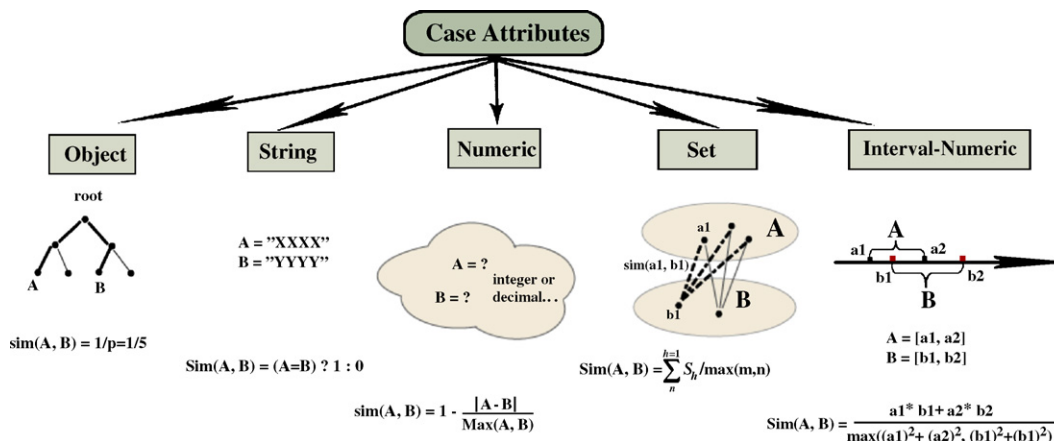 Case Attributes
Object
String
Numeric
Set
Interval-Numeric
root
A
B
sim(A, B) = 1/p=1/5
A = ”XXXX”
B = ”YYYY”
Sim(A, B) = (A=B) ? 1 : 0
A = ?
B = ?
integer or
decimal...
sim(A, B) = 1 - |A - B|
Max(A, B)
a1
A
sim(a1, b1)
b1
B
Sim(A, B) = h=1 ∑ n S_h /max(m,n)
A
a1
a2
b1
b2
B
A = [a1, a2]
B = [b1, b2]
Sim(A, B) = a1* b1+ a2* b2
max((a1)²+ (a2)², (b1)²+(b1)²)